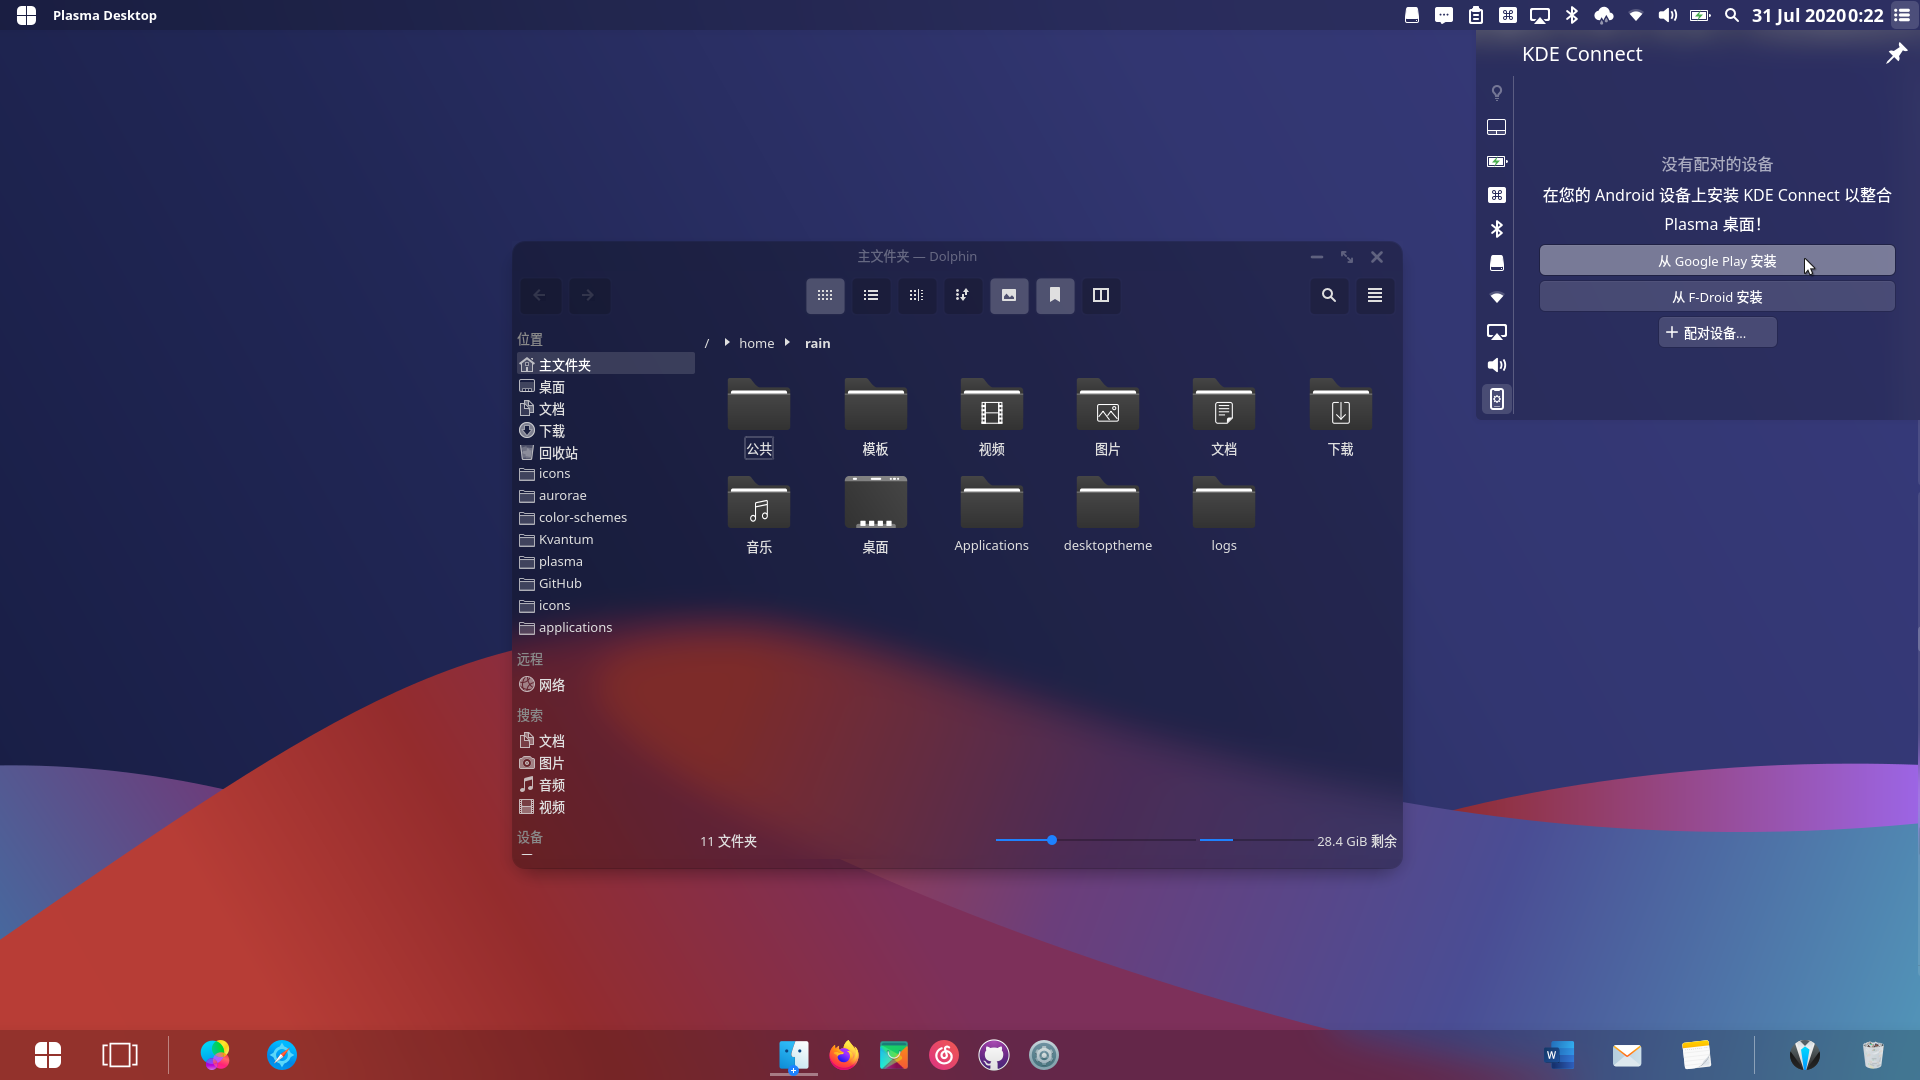 Plasma Desktop
31 Jul 2020 0:22
KDE Connect
没有配对的设备
在您的 Android 设备上安装 KDE Connect 以整合
Plasma 桌面！
从 Google Play 安装
从 F-Droid 安装
配对设备...
主文件夹 — Dolphin
/ home rain
位置
主文件夹
桌面
文档
下载
回收站
icons
aurorae
color-schemes
Kvantum
plasma
GitHub
icons
applications
远程
网络
搜索
文档
图片
音频
视频
设备
公共 模板 视频 图片 文档 下载
音乐 桌面 Applications desktoptheme logs
11 文件夹
28.4 GiB 剩余
W